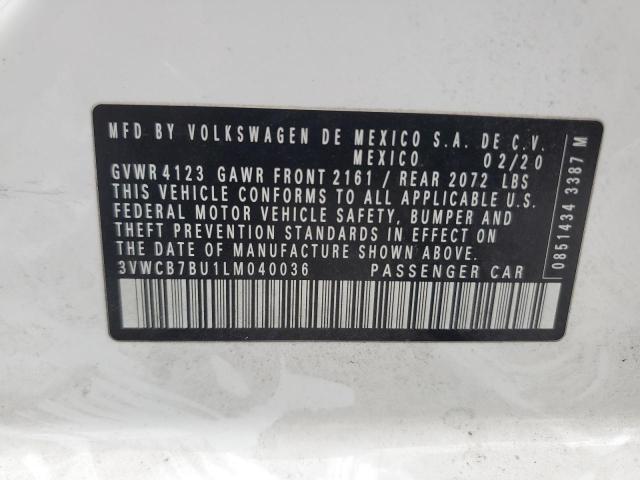 MFD BY VOLKSWAGEN DE MEXICO S.A. DE C.V.
MEXICO 02/20
GVWR 4123 GAWR FRONT 2161 / REAR 2072 LBS
THIS VEHICLE CONFORMS TO ALL APPLICABLE U.S.
FEDERAL MOTOR VEHICLE SAFETY, BUMPER AND
THEFT PREVENTION STANDARDS IN EFFECT ON
THE DATE OF MANUFACTURE SHOWN ABOVE.
3VWCB7BU1LM040036 PASSENGER CAR
0851434 3387 M